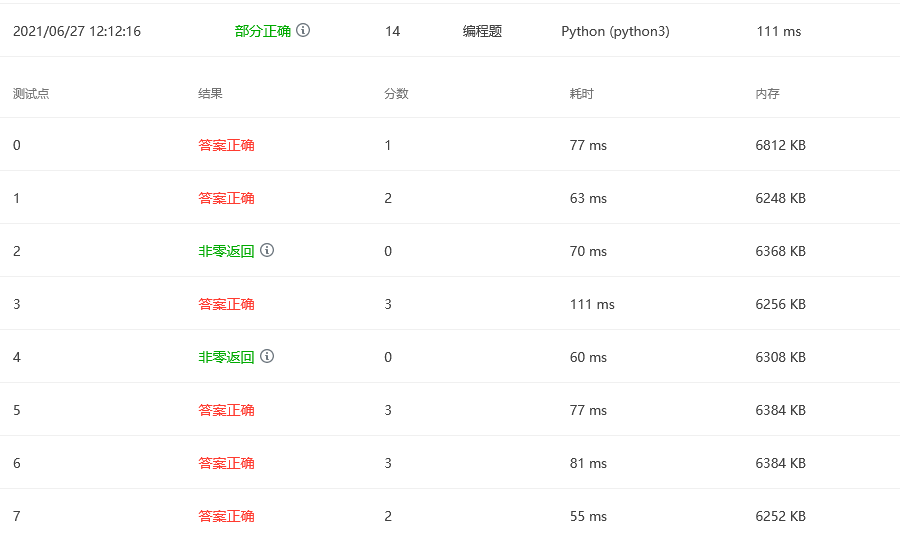 2021/06/27 12:12:16 部分正确 14 编程题 Python (python3) 111 ms
测试点 结果 分数 耗时 内存
0 答案正确 1 77 ms 6812 KB
1 答案正确 2 63 ms 6248 KB
2 非零返回 0 70 ms 6368 KB
3 答案正确 3 111 ms 6256 KB
4 非零返回 0 60 ms 6308 KB
5 答案正确 3 77 ms 6384 KB
6 答案正确 3 81 ms 6384 KB
7 答案正确 2 55 ms 6252 KB